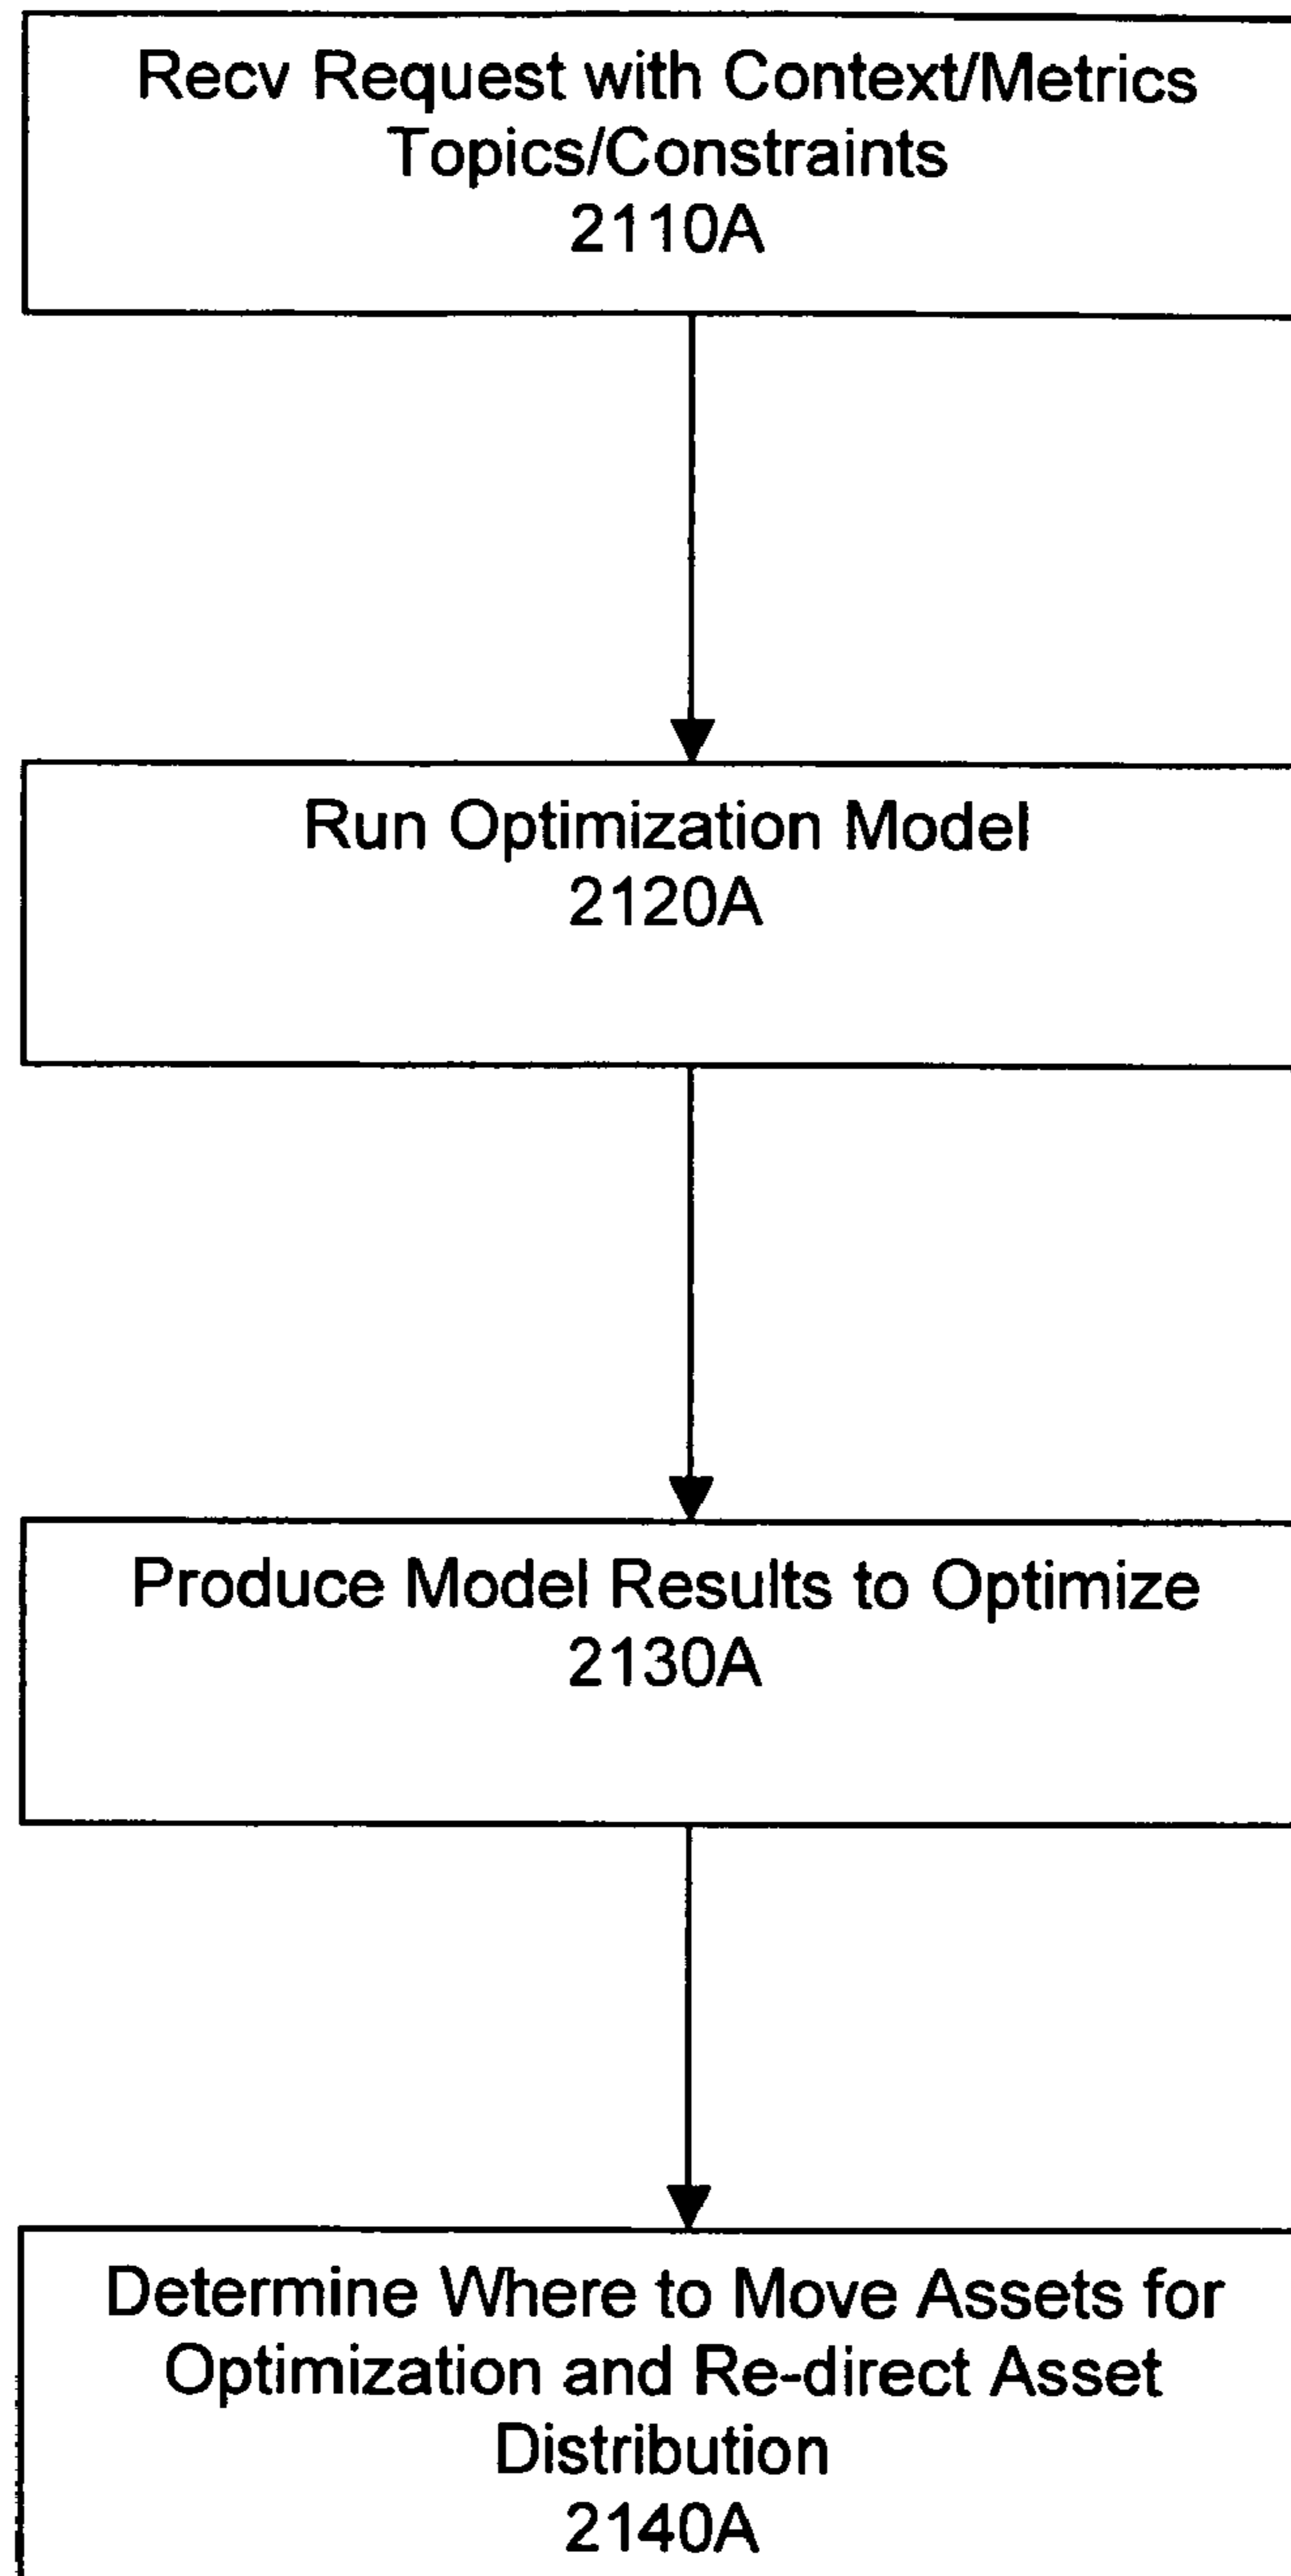 Recv Request with Context/Metrics
Topics/Constraints
2110A
Run Optimization Model
2120A
Produce Model Results to Optimize
2130A
Determine Where to Move Assets for
Optimization and Re-direct Asset
Distribution
2140A